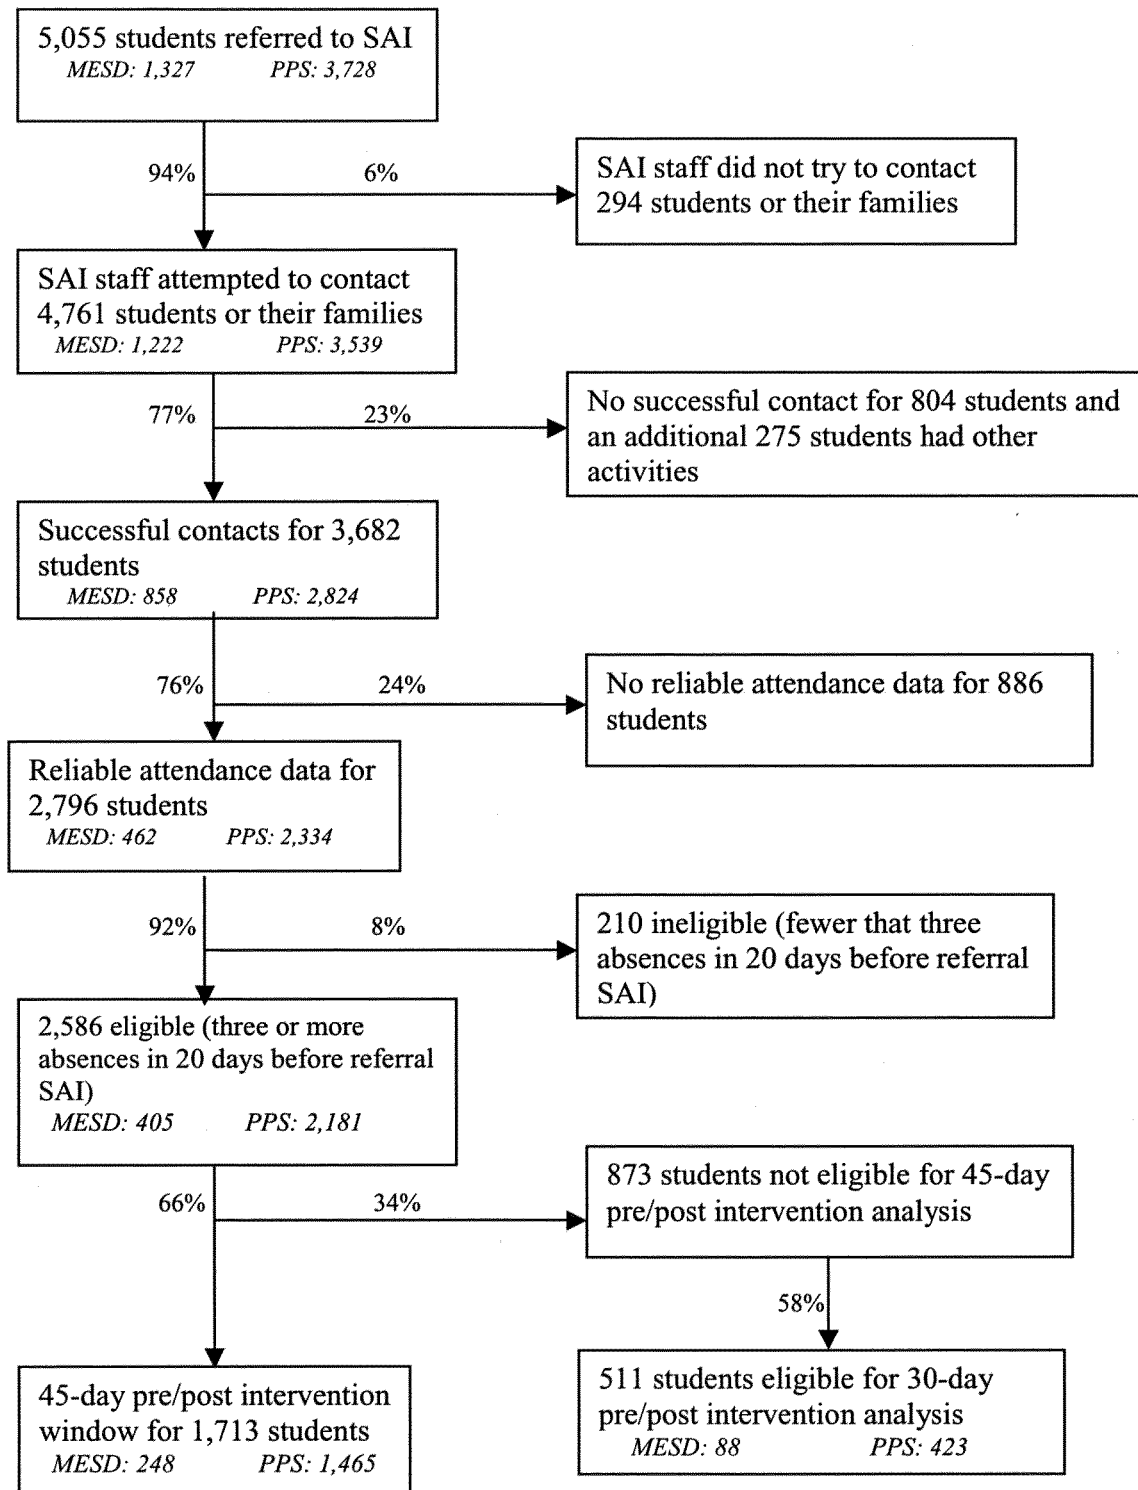 5,055 students referred to SAI
MESD: 1,327 PPS: 3,728
94% 6%
SAI staff did not try to contact
294 students or their families
SAI staff attempted to contact
4,761 students or their families
MESD: 1,222 PPS: 3,539
77% 23%
No successful contact for 804 students and
an additional 275 students had other
activities
Successful contacts for 3,682
students
MESD: 858 PPS: 2,824
76% 24%
No reliable attendance data for 886
students
Reliable attendance data for
2,796 students
MESD: 462 PPS: 2,334
92% 8%
210 ineligible (fewer that three
absences in 20 days before referral
SAI)
2,586 eligible (three or more
absences in 20 days before referral
SAI)
MESD: 405 PPS: 2,181
66% 34%
873 students not eligible for 45-day
pre/post intervention analysis
58%
45-day pre/post intervention
window for 1,713 students
MESD: 248 PPS: 1,465
511 students eligible for 30-day
pre/post intervention analysis
MESD: 88 PPS: 423